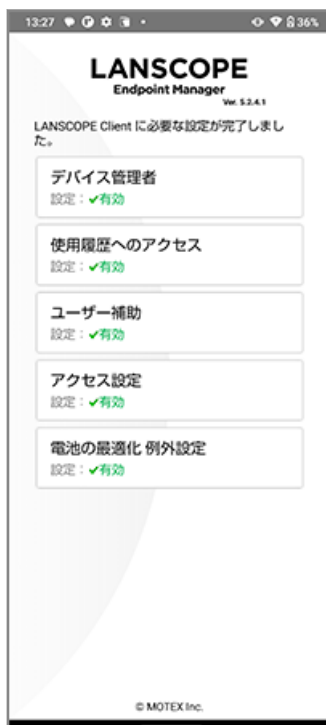 13:27
36%
LANSCOPE
Endpoint Manager
Ver. 5.2.4.1
LANSCOPE Client に必要な設定が完了しまし
た。
デバイス管理者
設定：✔有効
使用履歴へのアクセス
設定：✔有効
ユーザー補助
設定：✔有効
アクセス設定
設定：✔有効
電池の最適化 例外設定
設定：✔有効
© MOTEX Inc.